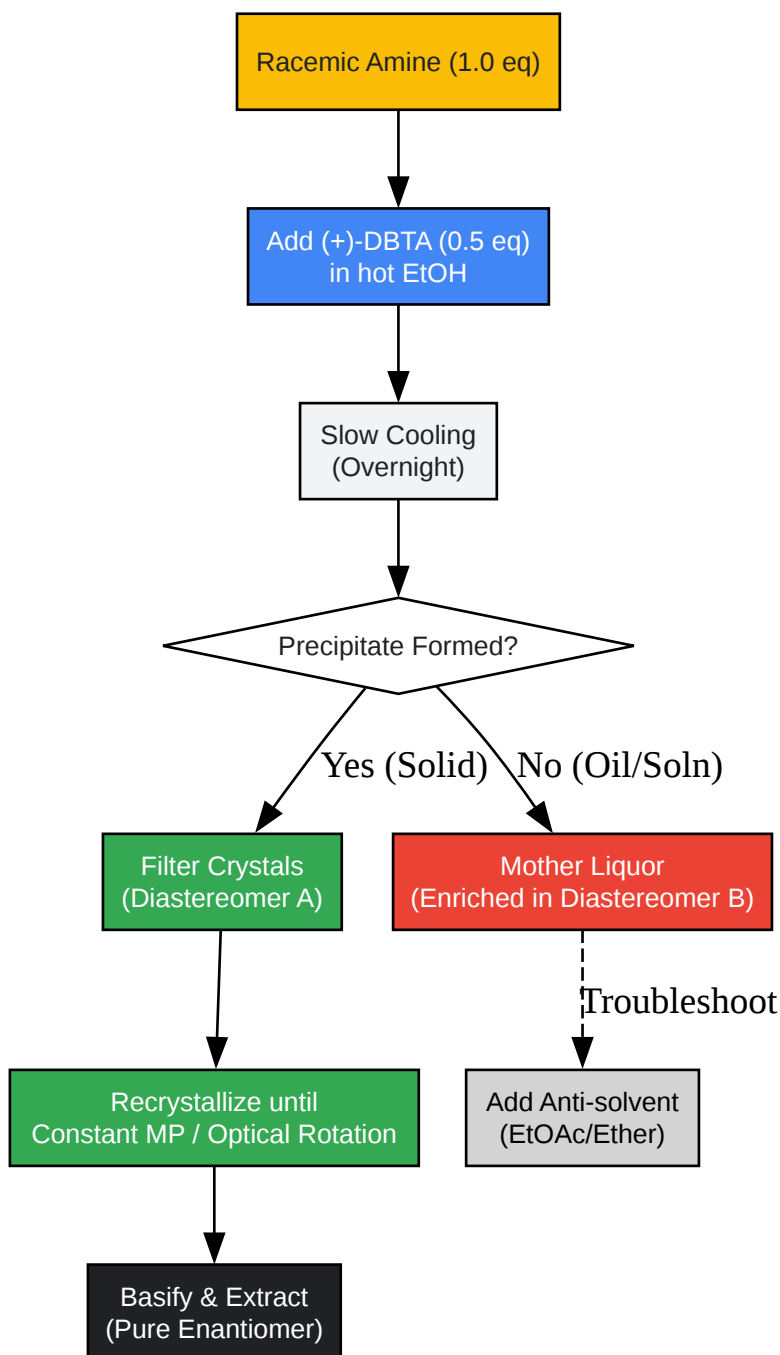 Racemic Amine (1.0 eq)
Add (+)-DBTA (0.5 eq)
in hot EtOH
Slow Cooling
(Overnight)
Precipitate Formed?
Yes (Solid)
No (Oil/Soln)
Filter Crystals
(Diastereomer A)
Mother Liquor
(Enriched in Diastereomer B)
Troubleshoot
Recrystallize until
Constant MP / Optical Rotation
Add Anti-solvent
(EtOAc/Ether)
Basify & Extract
(Pure Enantiomer)